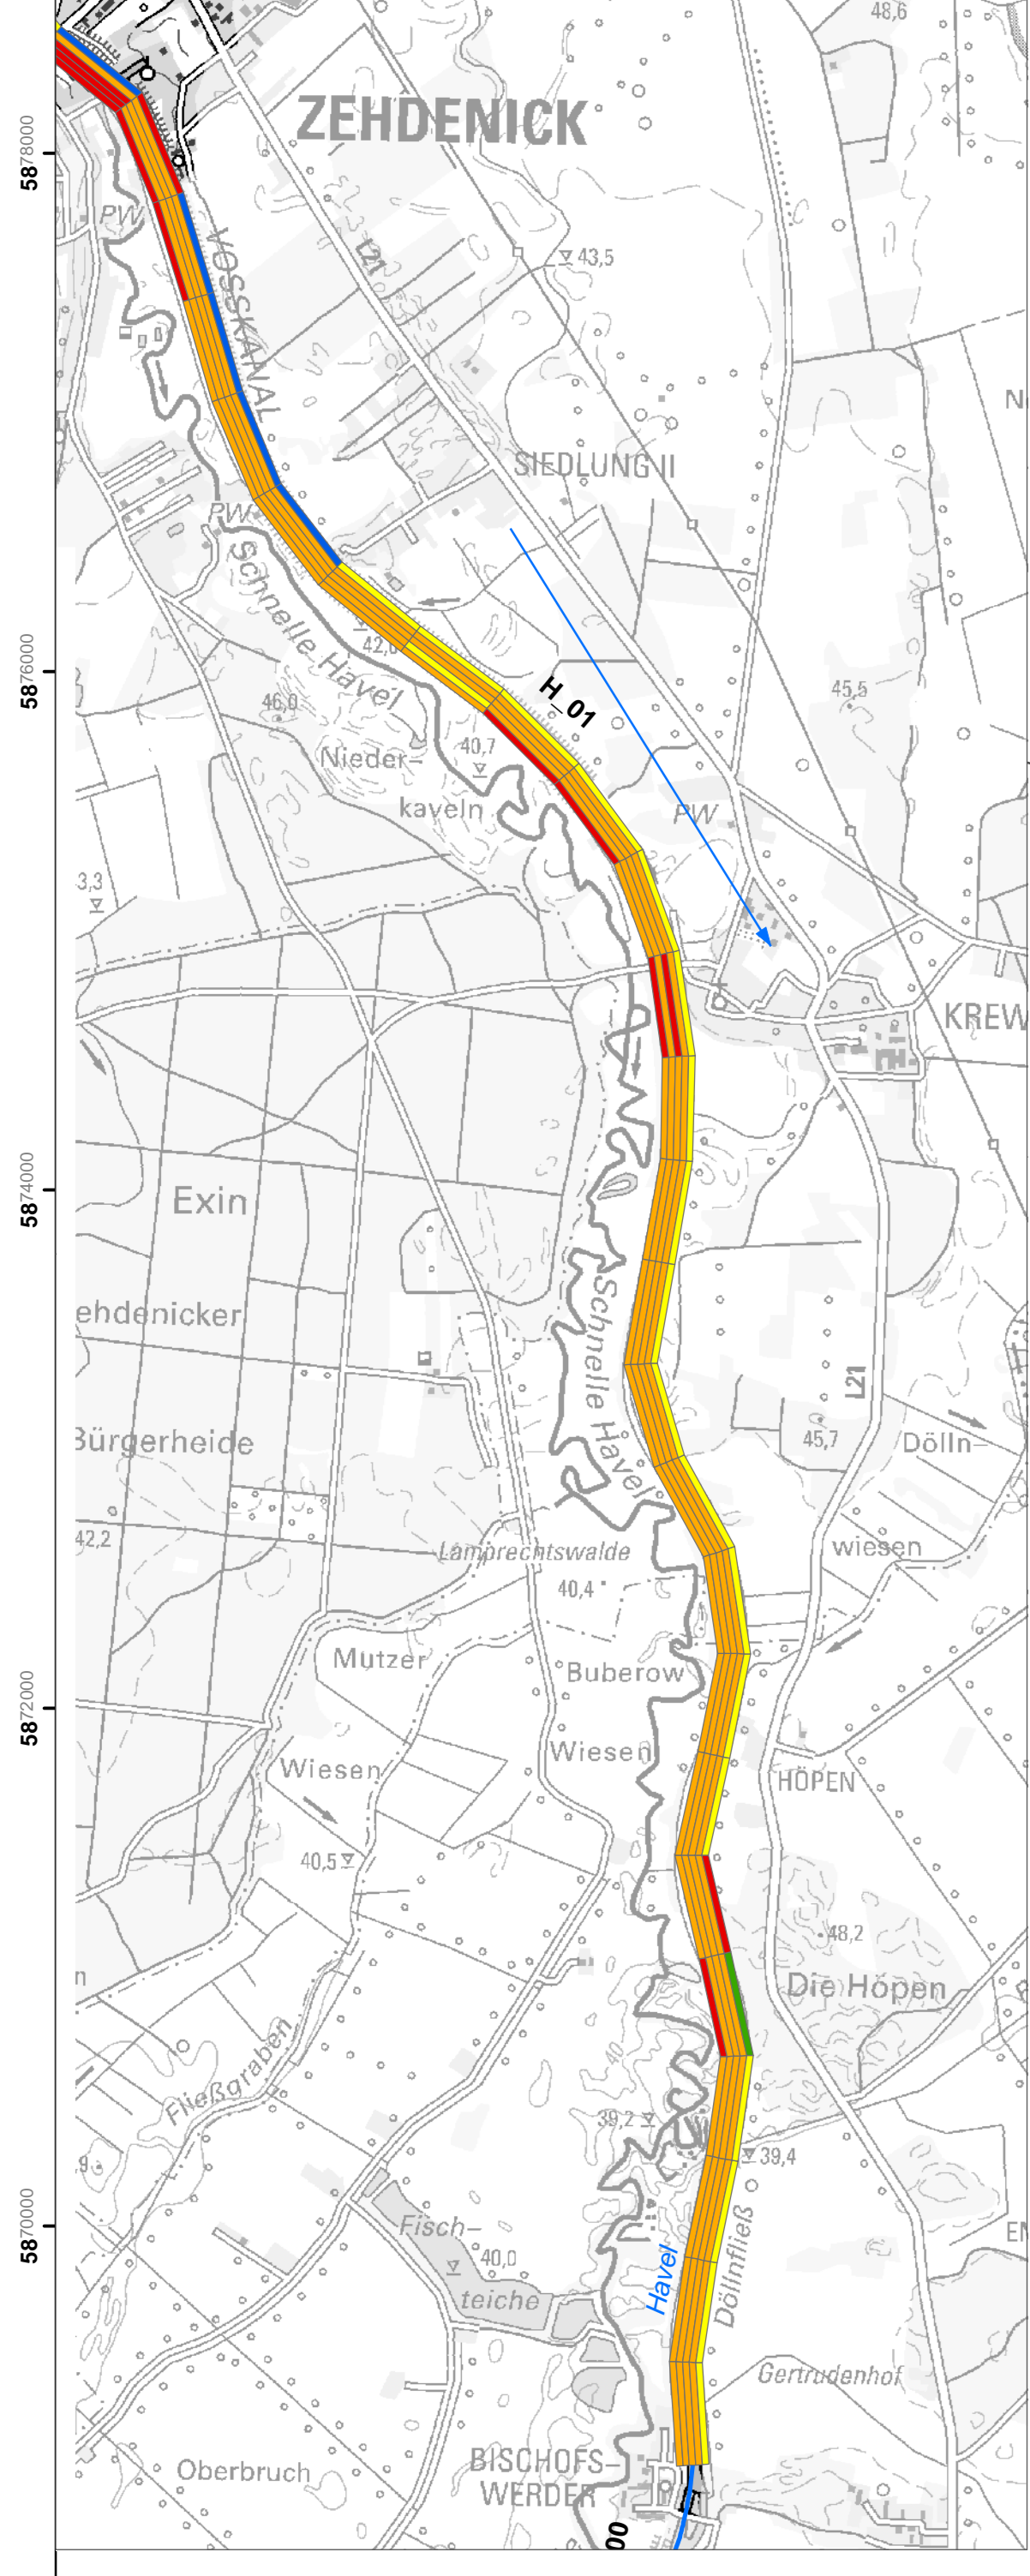 48,6
ZEHDENICK
5878000
PW
VOSSKANAL
L21
43,5
N
SIEDLUNG II
PW
Schnelle Havel
42,0
5876000
H_01
45,5
46,0
40,7
Nieder-
kaveln
PW
3,3
KREW
5874000
Exin
Schnelle Havel
ehdenicker
L21
Bürgerheide
45,7
Dölln-
wiesen
42,2
Lamprechtswalde
40,4
Mutzer
Buberow
5872000
Wiesen
Wiesen
HÖPEN
40,5
48,2
Die Höpen
n
Fließgraben
40
39,2
39,4
9
5870000
Fisch-
40,0
teiche
Havel
Döllnfließ
Gertrudenhof
Oberbruch
BISCHOFS-
WERDER
00